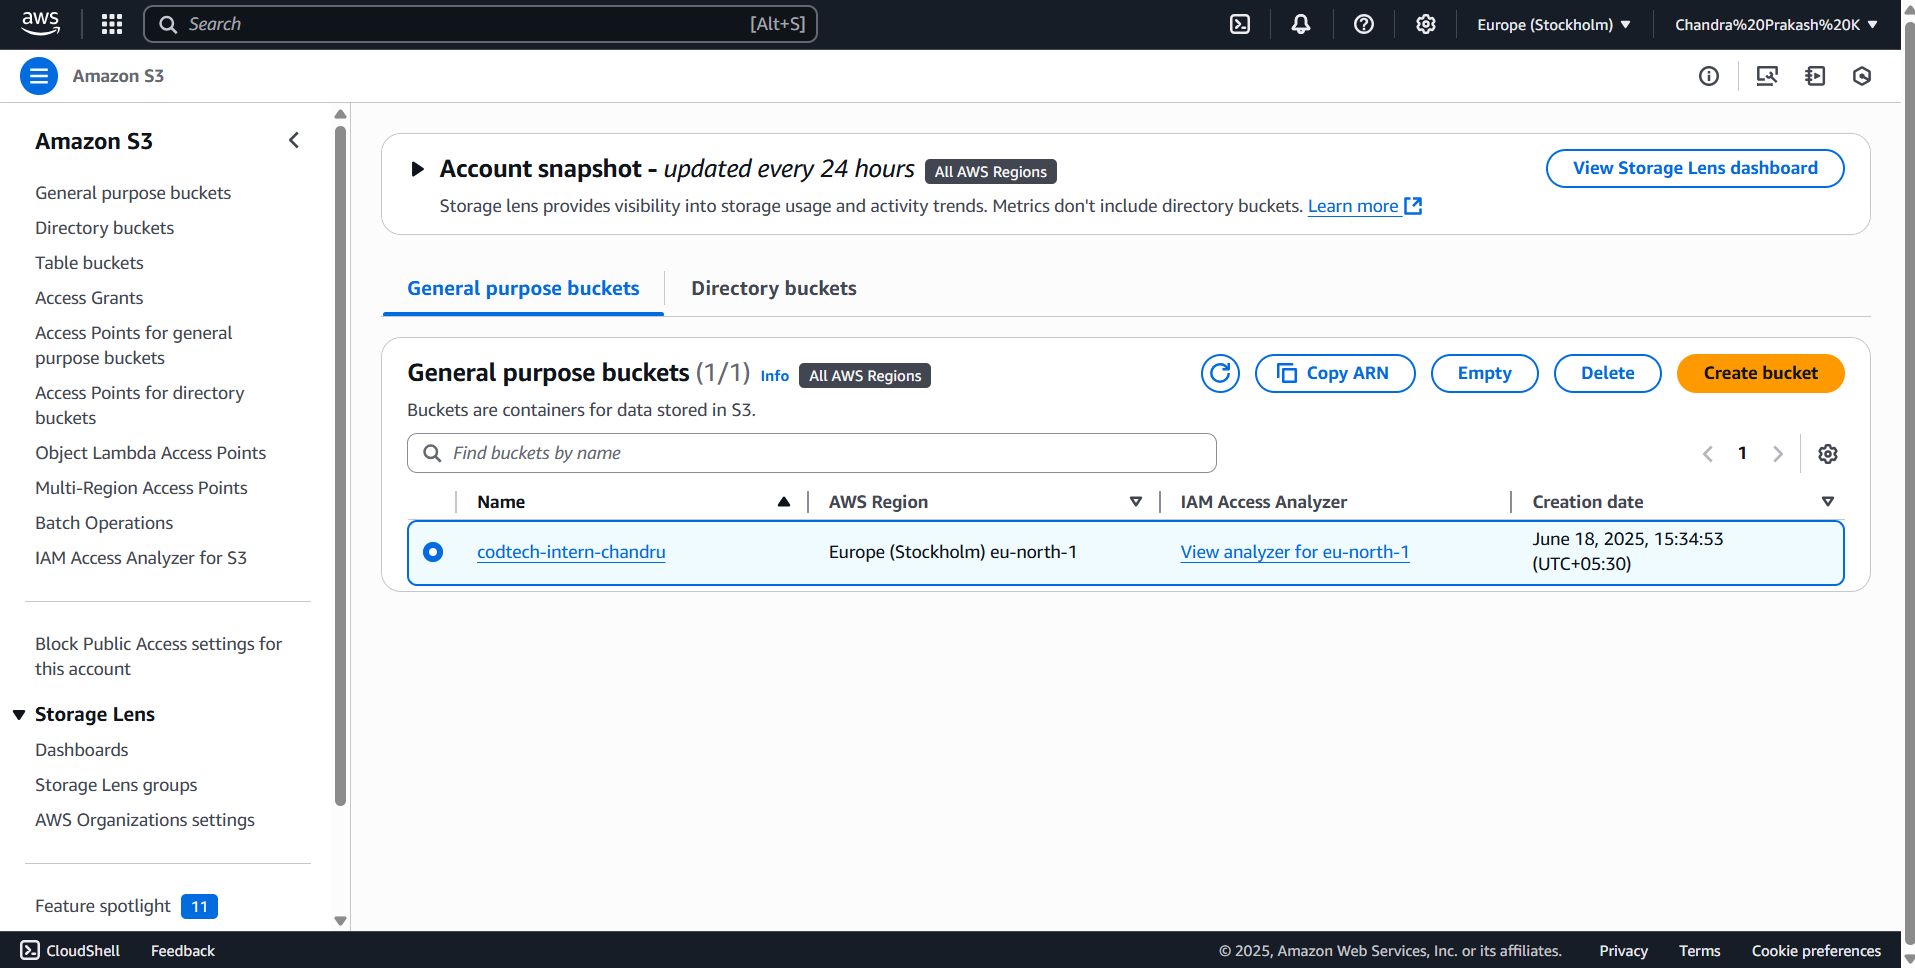 aws
Search [Alt+S]
Europe (Stockholm)
Chandra%20Prakash%20K
Amazon S3
Amazon S3
General purpose buckets
Directory buckets
Table buckets
Access Grants
Access Points for general
purpose buckets
Access Points for directory
buckets
Object Lambda Access Points
Multi-Region Access Points
Batch Operations
IAM Access Analyzer for S3
Block Public Access settings for
this account
Storage Lens
Dashboards
Storage Lens groups
AWS Organizations settings
Feature spotlight 11
Account snapshot - updated every 24 hours All AWS Regions
View Storage Lens dashboard
Storage lens provides visibility into storage usage and activity trends. Metrics don't include directory buckets. Learn more
General purpose buckets
Directory buckets
General purpose buckets (1/1) Info All AWS Regions
Copy ARN
Empty
Delete
Create bucket
Buckets are containers for data stored in S3.
Find buckets by name
1
Name AWS Region IAM Access Analyzer Creation date
codtech-intern-chandru Europe (Stockholm) eu-north-1 View analyzer for eu-north-1 June 18, 2025, 15:34:53
(UTC+05:30)
CloudShell Feedback © 2025, Amazon Web Services, Inc. or its affiliates. Privacy Terms Cookie preferences